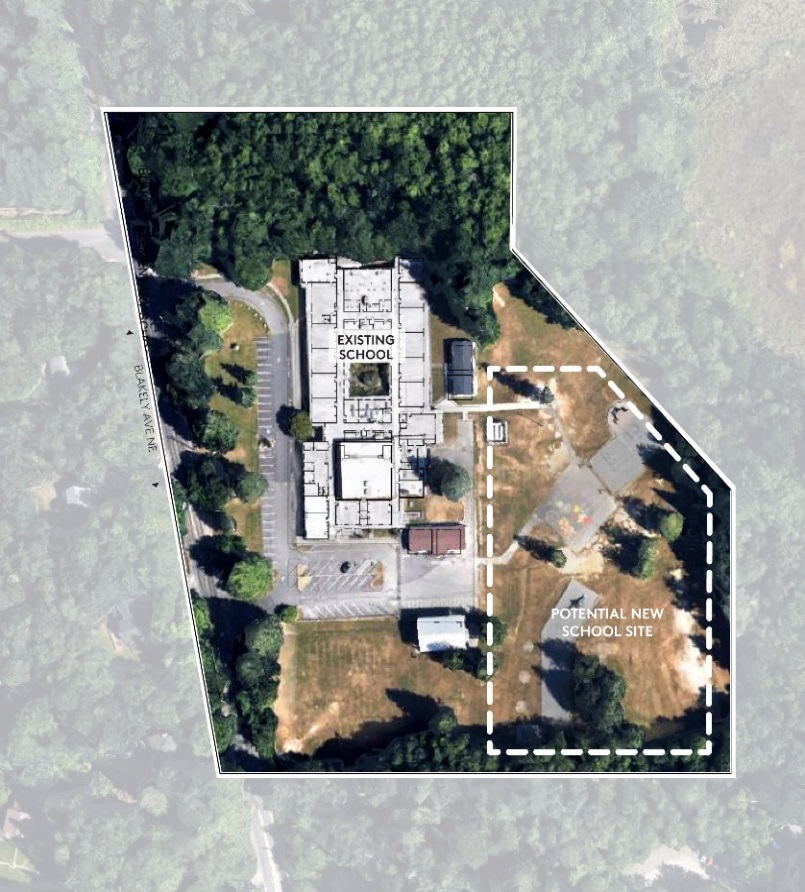 EXISTING
SCHOOL
BLAKELY AVE NE.
POTENTIAL NEW
SCHOOL SITE